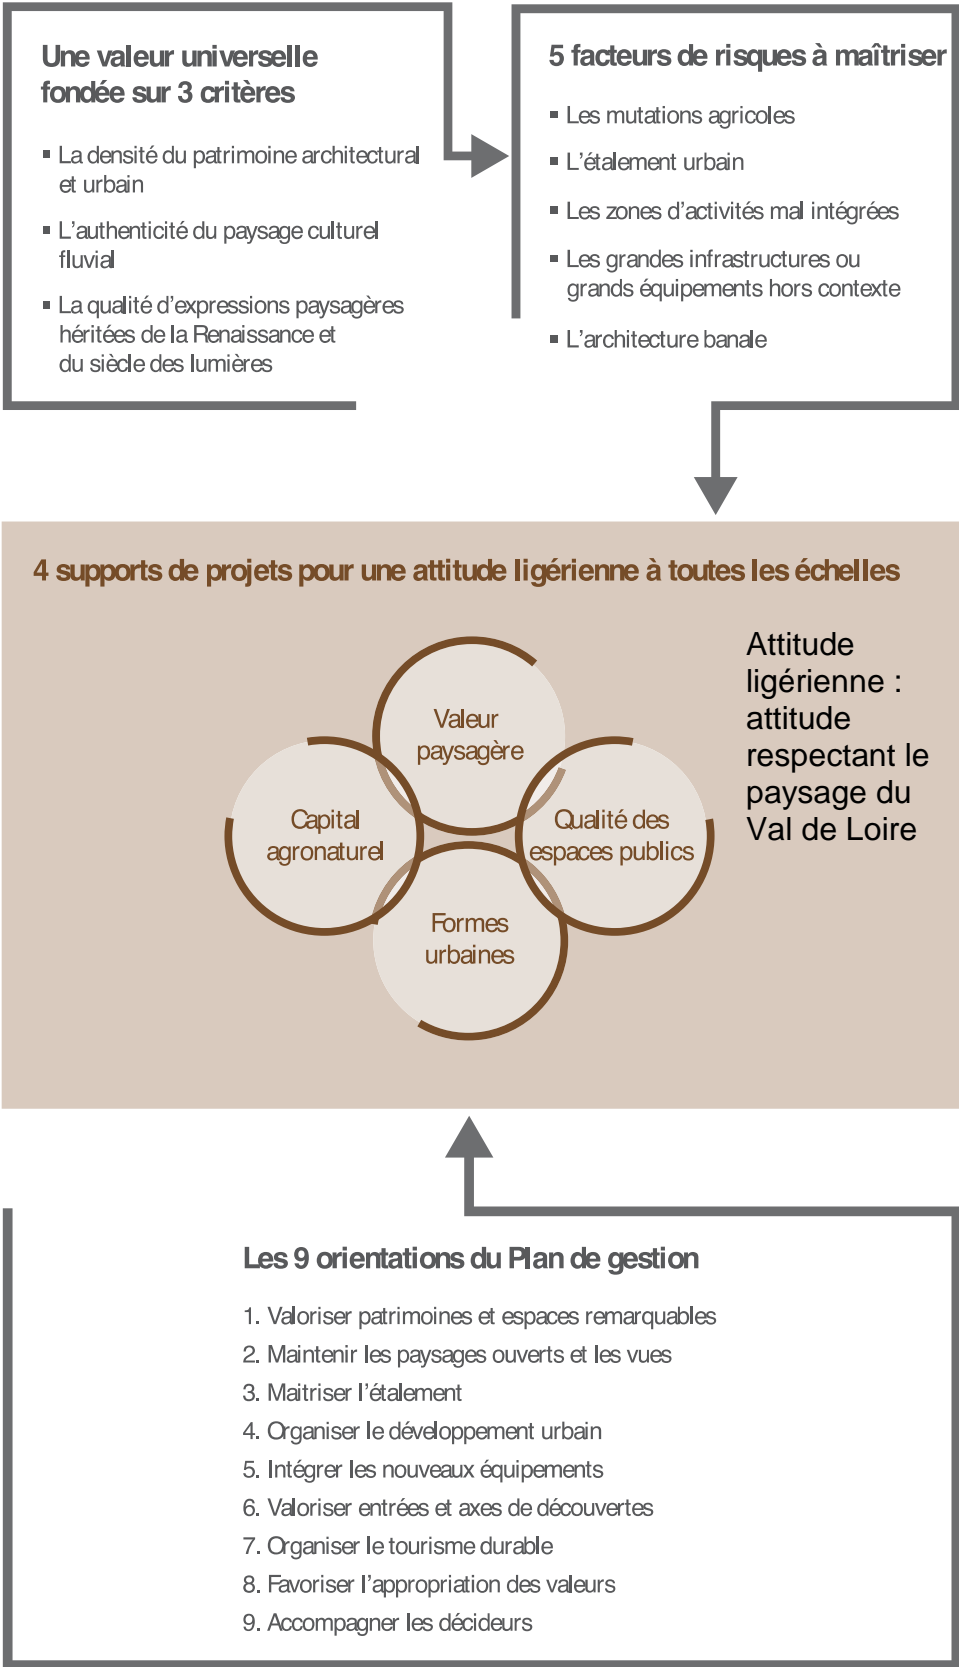 Une valeur universelle
fondée sur 3 critères
▪ La densité du patrimoine architectural
et urbain
▪ L'authenticité du paysage culturel
fluvial
▪ La qualité d'expressions paysagères
héritées de la Renaissance et
du siècle des lumières
5 facteurs de risques à maîtriser
▪ Les mutations agricoles
▪ L'étalement urbain
▪ Les zones d'activités mal intégrées
▪ Les grandes infrastructures ou
grands équipements hors contexte
▪ L'architecture banale
4 supports de projets pour une attitude ligérienne à toutes les échelles
Valeur
paysagère
Capital
agronaturel
Qualité des
espaces publics
Formes
urbaines
Attitude
ligérienne :
attitude
respectant le
paysage du
Val de Loire
Les 9 orientations du Plan de gestion
1. Valoriser patrimoines et espaces remarquables
2. Maintenir les paysages ouverts et les vues
3. Maitriser l'étalement
4. Organiser le développement urbain
5. Intégrer les nouveaux équipements
6. Valoriser entrées et axes de découvertes
7. Organiser le tourisme durable
8. Favoriser l'appropriation des valeurs
9. Accompagner les décideurs